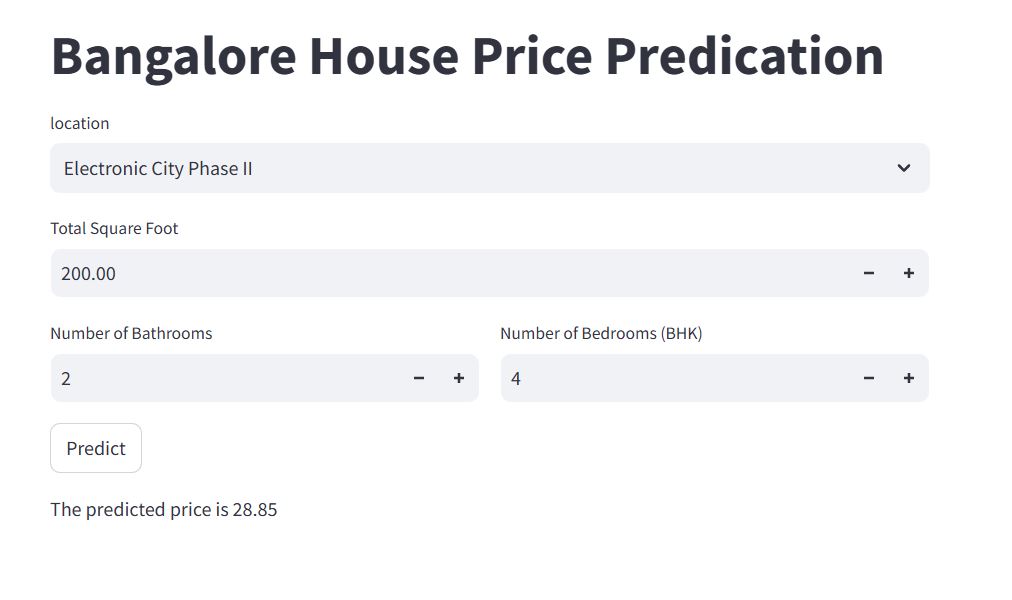 Bangalore House Price Predication
location
Electronic City Phase II
Total Square Foot
200.00
Number of Bathrooms Number of Bedrooms (BHK)
2 4
Predict
The predicted price is 28.85